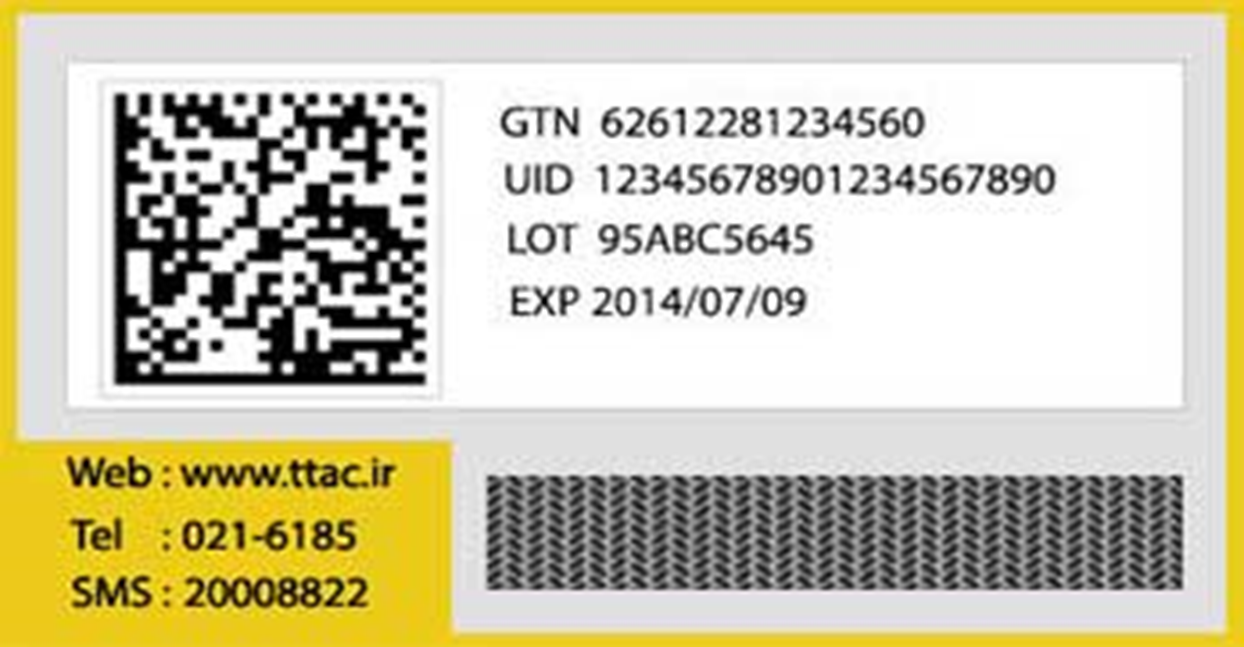 GTN 62612281234560
UID 12345678901234567890
LOT 95ABC5645
EXP 2014/07/09
Web : www.ttac.ir
Tel : 021-6185
SMS : 20008822